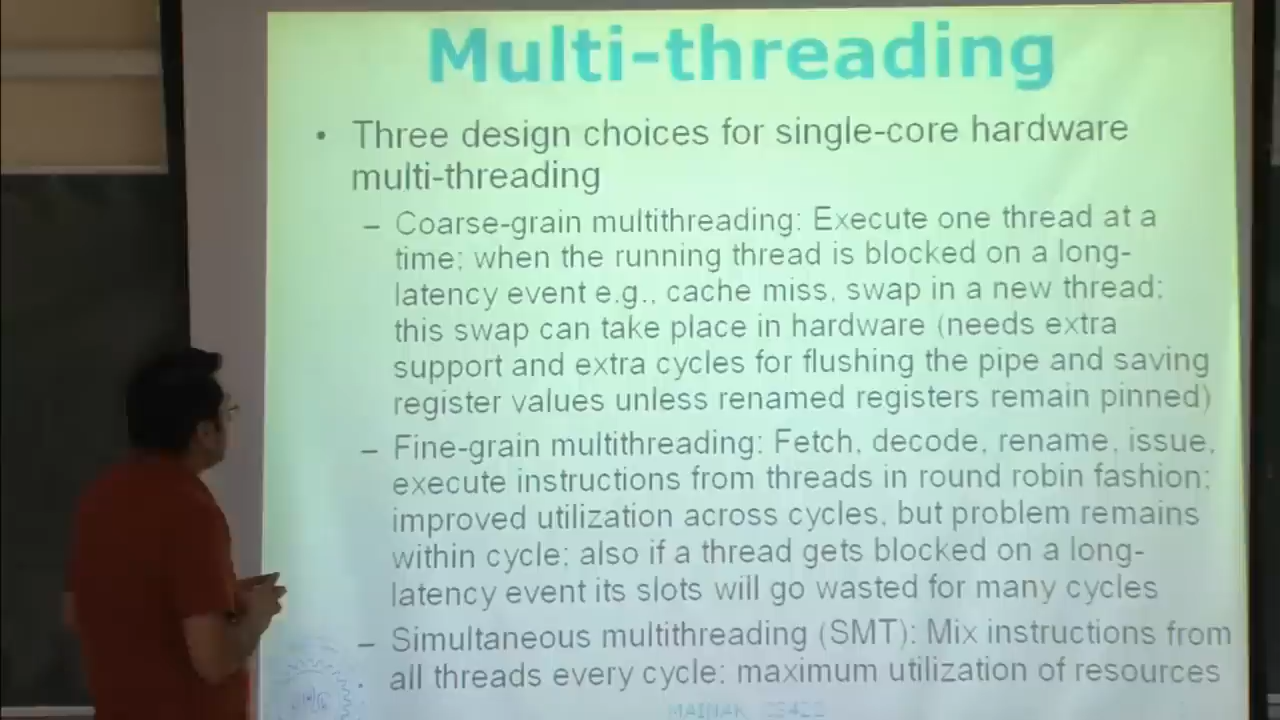 Multi-threading
• Three design choices for single-core hardware
multi-threading
– Coarse-grain multithreading: Execute one thread at a
time; when the running thread is blocked on a long-
latency event e.g., cache miss, swap in a new thread;
this swap can take place in hardware (needs extra
support and extra cycles for flushing the pipe and saving
register values unless renamed registers remain pinned)
– Fine-grain multithreading: Fetch, decode, rename, issue,
execute instructions from threads in round robin fashion;
improved utilization across cycles, but problem remains
within cycle; also if a thread gets blocked on a long-
latency event its slots will go wasted for many cycles
– Simultaneous multithreading (SMT): Mix instructions from
all threads every cycle; maximum utilization of resources
MAINAK CS422